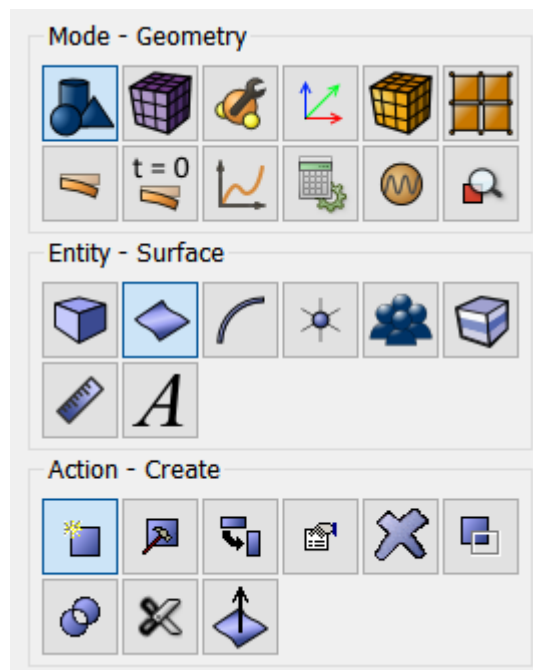 Mode - Geometry
t = 0
Entity - Surface
A
Action - Create